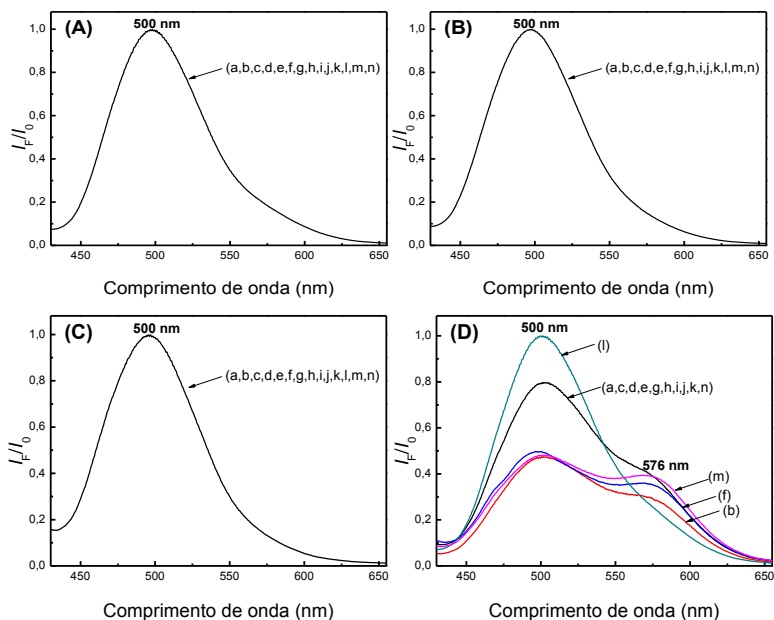 (A)
500 nm
(a,b,c,d,e,f,g,h,i,j,k,l,m,n)
1,0
0,8
0,6
0,4
0,2
0,0
I_F/I_0
450 500 550 600 650
Comprimento de onda (nm)
(B)
500 nm
(a,b,c,d,e,f,g,h,i,j,k,l,m,n)
1,0
0,8
0,6
0,4
0,2
0,0
I_F/I_0
450 500 550 600 650
Comprimento de onda (nm)
(C)
500 nm
(a,b,c,d,e,f,g,h,i,j,k,l,m,n)
1,0
0,8
0,6
0,4
0,2
0,0
I_F/I_0
450 500 550 600 650
Comprimento de onda (nm)
(D)
500 nm
(l)
(a,c,d,e,g,h,i,j,k,n)
576 nm
(m)
(f)
(b)
1,0
0,8
0,6
0,4
0,2
0,0
I_F/I_0
450 500 550 600 650
Comprimento de onda (nm)